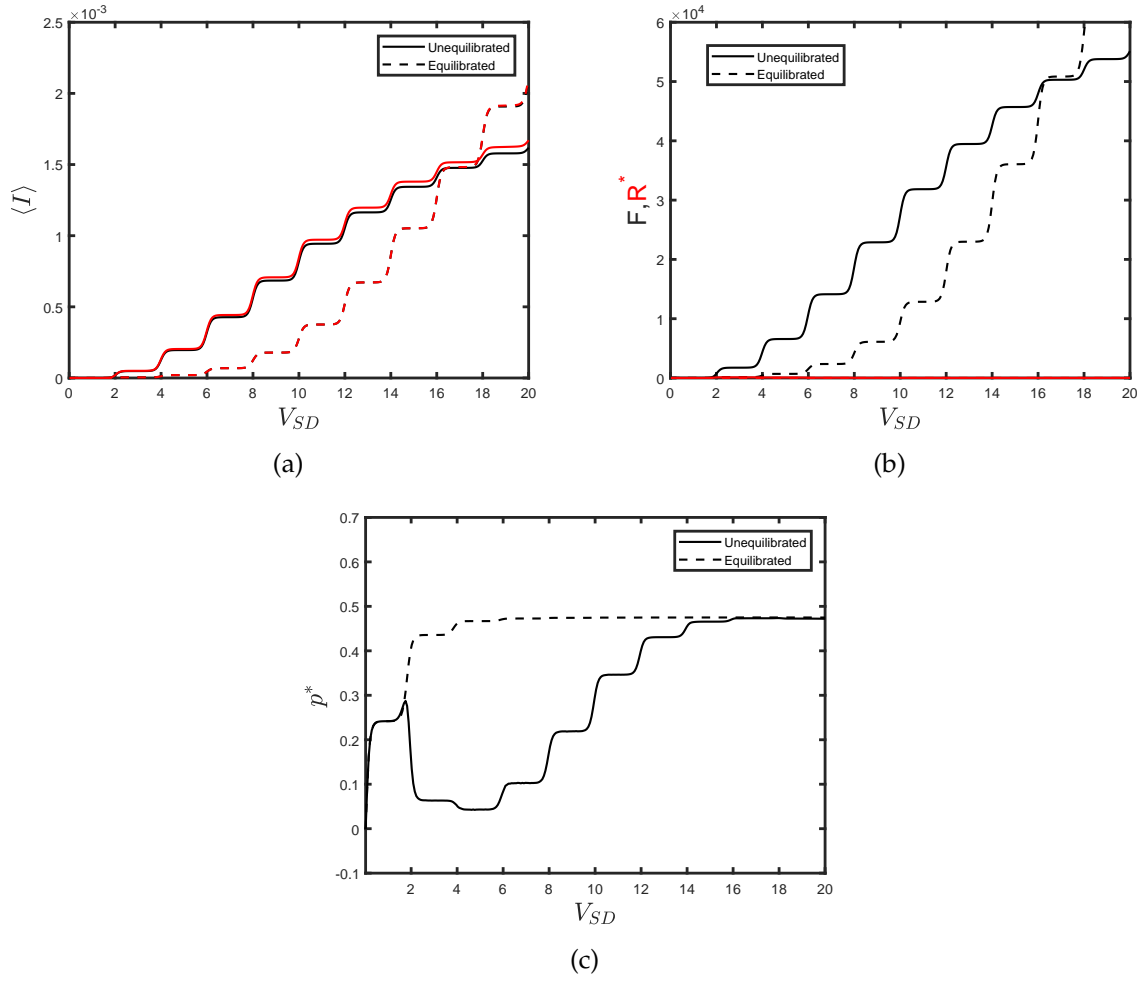 ×10⁻³
2.5
2
1.5
1
0.5
0
⟨I⟩
Unequilibrated
Equilibrated
0 2 4 6 8 10 12 14 16 18 20
V_SD
(a)
×10⁴
6
5
4
3
2
1
0
F,R*
Unequilibrated
Equilibrated
0 2 4 6 8 10 12 14 16 18 20
V_SD
(b)
0.7
0.6
0.5
0.4
0.3
0.2
0.1
0
-0.1
p*
Unequilibrated
Equilibrated
2 4 6 8 10 12 14 16 18 20
V_SD
(c)